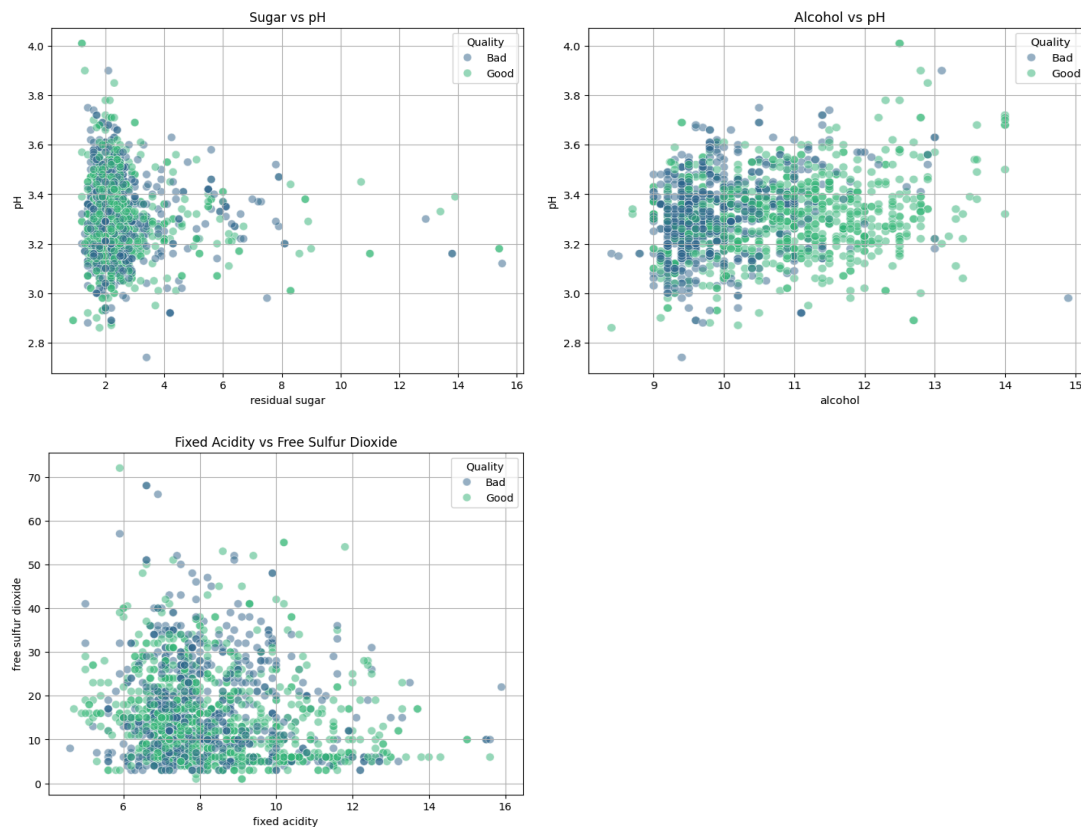 Sugar vs pH
Quality
Bad
Good
4.0
3.8
3.6
3.4
3.2
3.0
2.8
pH
2 4 6 8 10 12 14 16
residual sugar
Alcohol vs pH
Quality
Bad
Good
4.0
3.8
3.6
3.4
3.2
3.0
2.8
pH
9 10 11 12 13 14 15
alcohol
Fixed Acidity vs Free Sulfur Dioxide
Quality
Bad
Good
70
60
50
40
30
20
10
0
free sulfur dioxide
6 8 10 12 14 16
fixed acidity